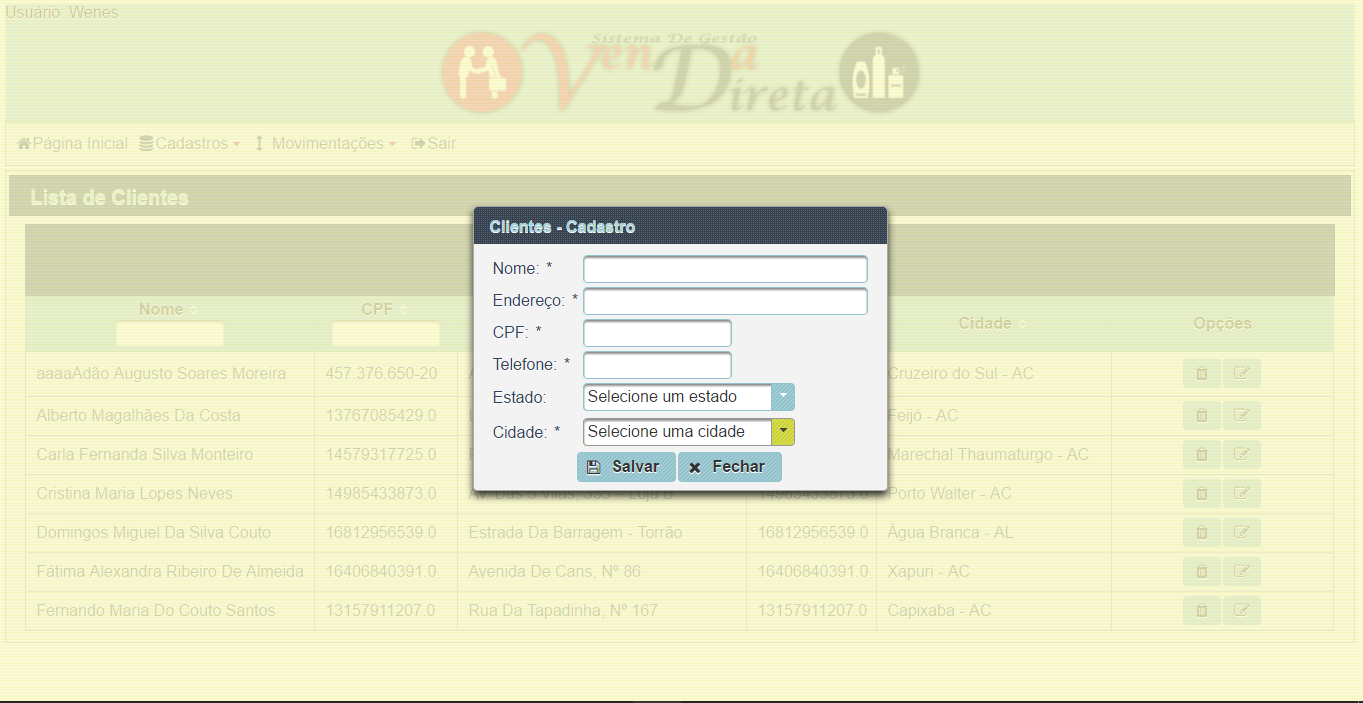 Usuário: Wenes
Sistema De Gestão
VenDa
Direta
Página Inicial Cadastros Movimentações Sair
Lista de Clientes
Clientes - Cadastro
Nome: *
Endereço: *
CPF: *
Telefone: *
Estado: Selecione um estado
Cidade: * Selecione uma cidade
Salvar Fechar
Nome CPF Cidade Opções
aaaaAdão Augusto Soares Moreira 457.376.650-20 Cruzeiro do Sul - AC
Alberto Magalhães Da Costa 13767085429.0 Feijó - AC
Carla Fernanda Silva Monteiro 14579317725.0 Marechal Thaumaturgo - AC
Cristina Maria Lopes Neves 14985433873.0 Av. Das 5 Vilas, 555 – Loja B 14985433873.0 Porto Walter - AC
Domingos Miguel Da Silva Couto 16812956539.0 Estrada Da Barragem - Torrão 16812956539.0 Água Branca - AL
Fátima Alexandra Ribeiro De Almeida 16406840391.0 Avenida De Cans, Nº 86 16406840391.0 Xapuri - AC
Fernando Maria Do Couto Santos 13157911207.0 Rua Da Tapadinha, Nº 167 13157911207.0 Capixaba - AC